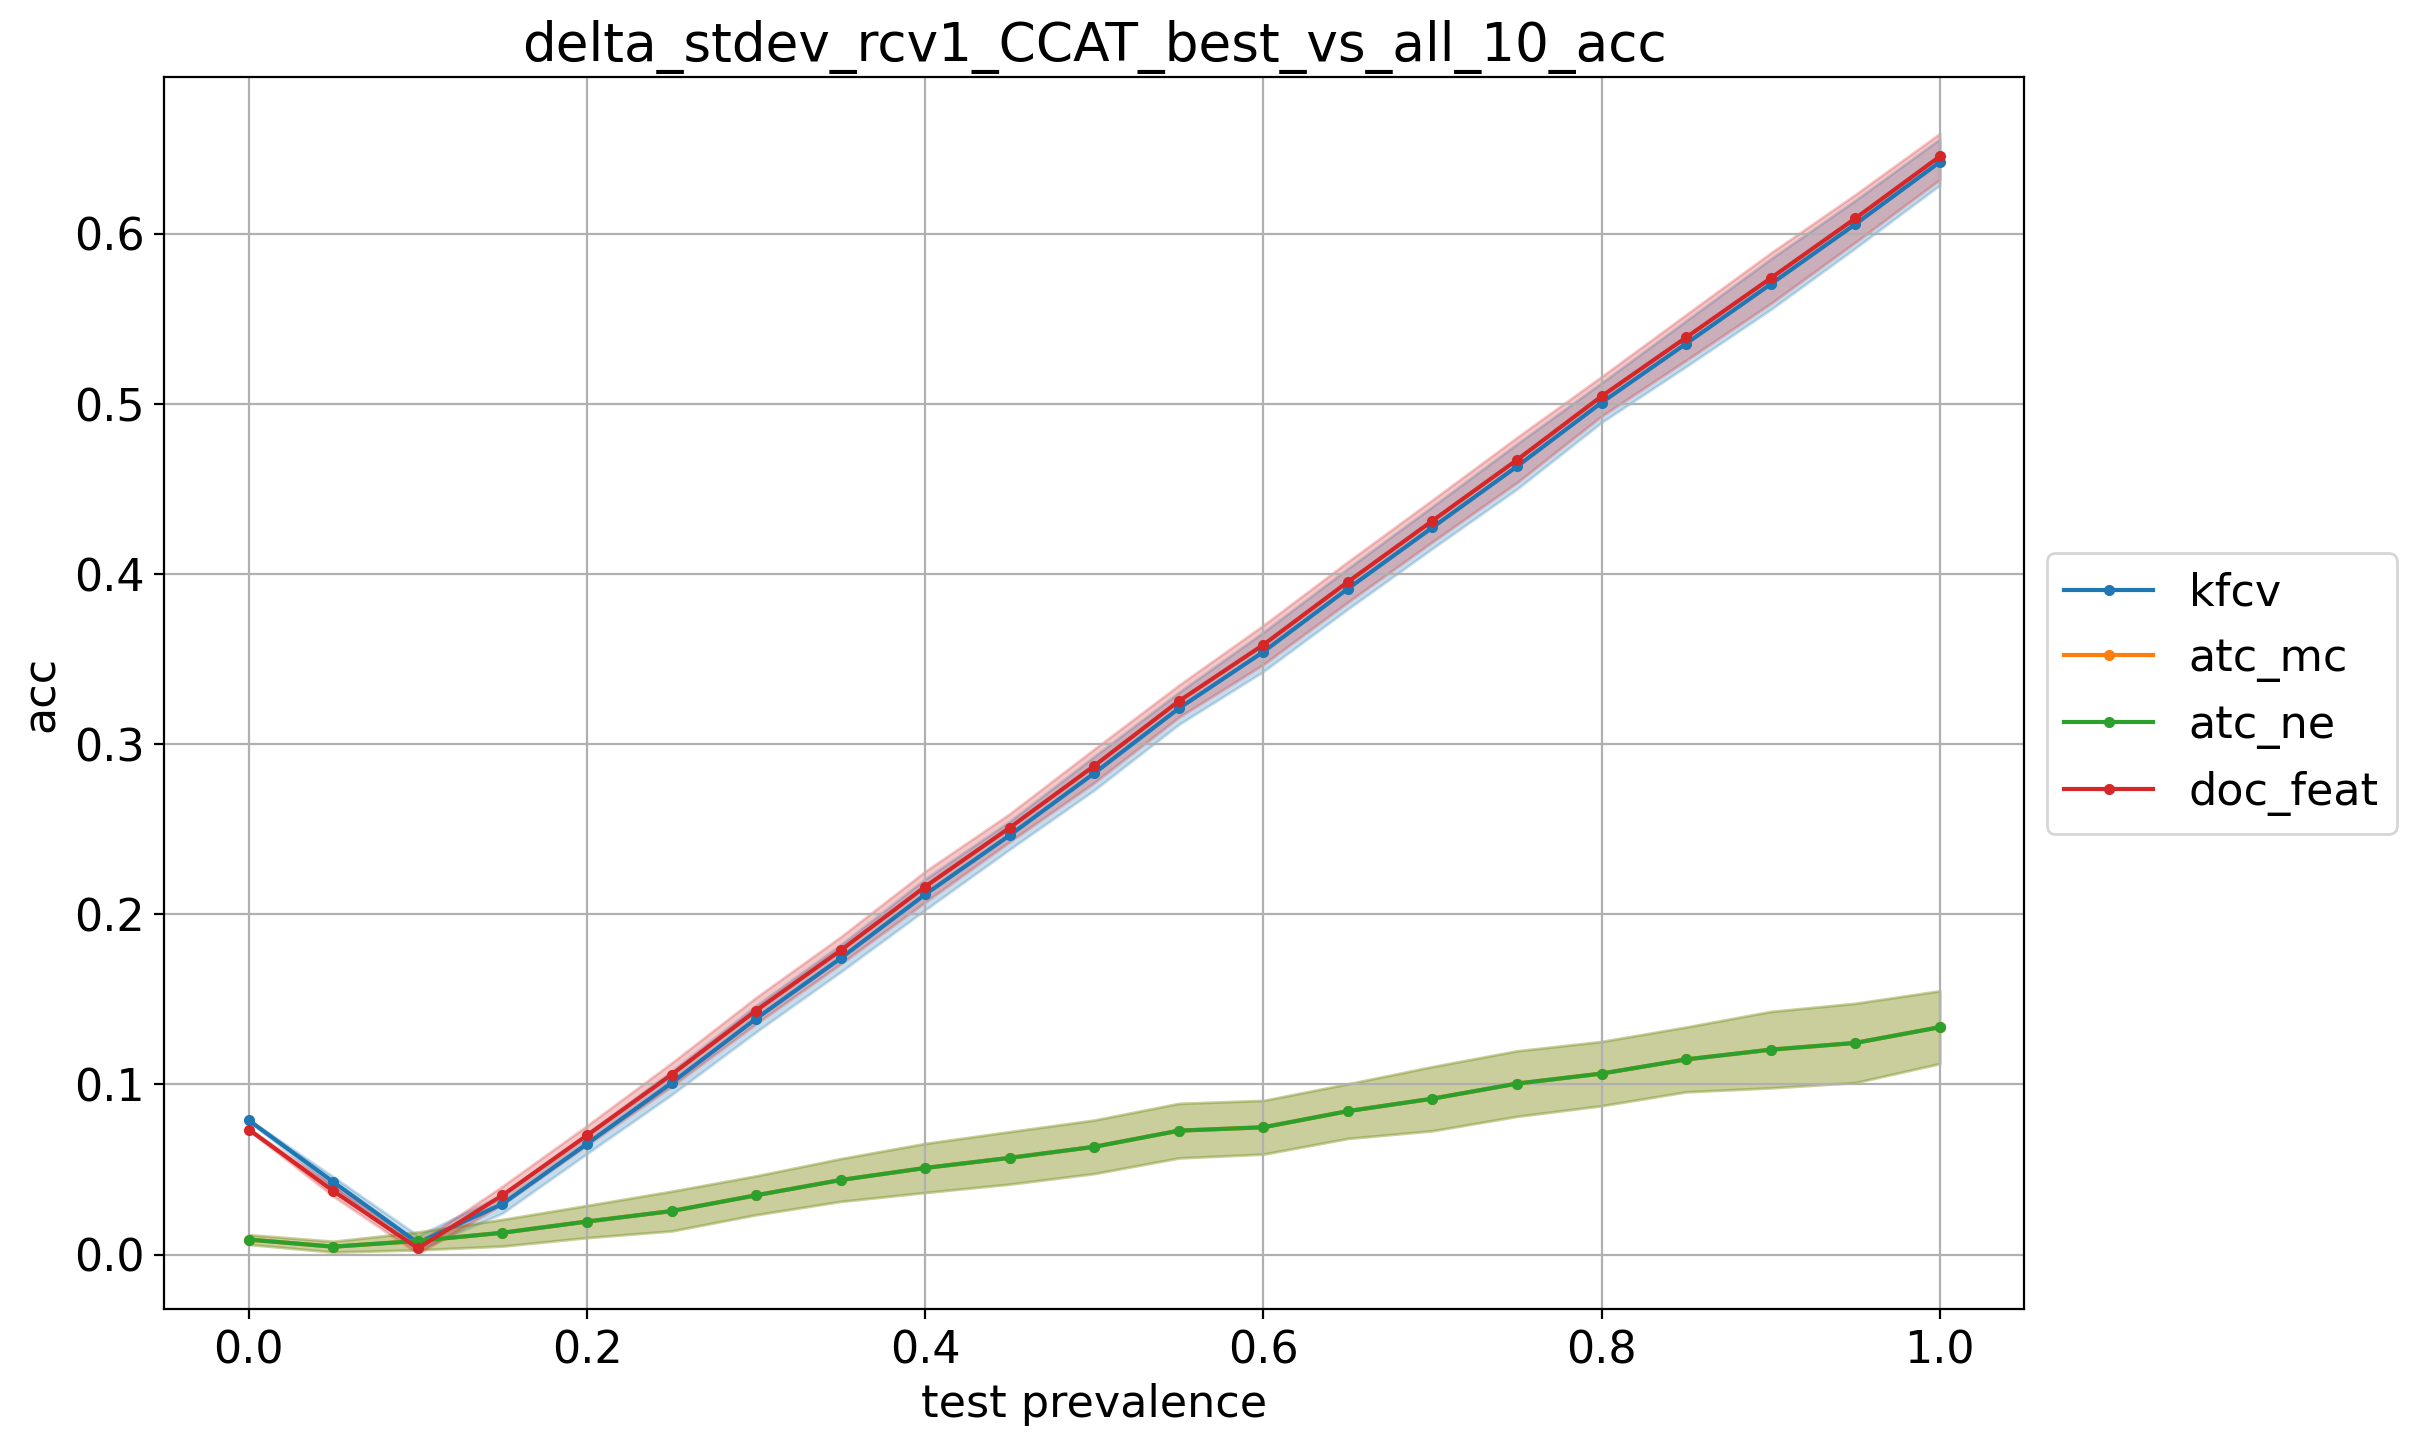 delta_stdev_rcv1_CCAT_best_vs_all_10_acc
acc
0.6
0.5
0.4
0.3
0.2
0.1
0.0
0.0 0.2 0.4 0.6 0.8 1.0
test prevalence
kfcv
atc_mc
atc_ne
doc_feat